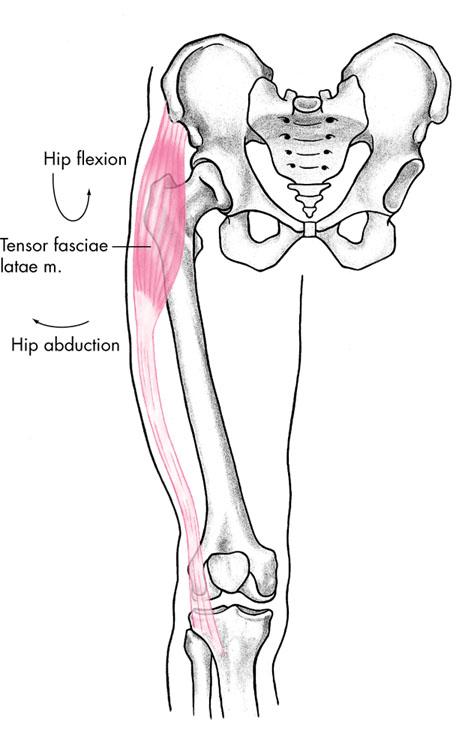 Hip flexion
Tensor fasciae
latae m.
Hip abduction